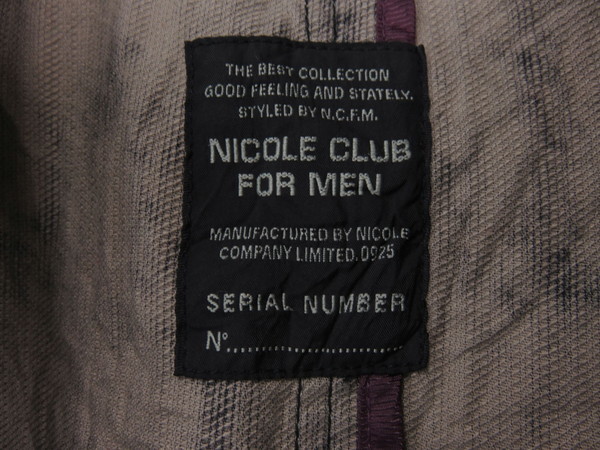 THE BEST COLLECTION
GOOD FEELING AND STATELY.
STYLED BY N.C.F.M.
NICOLE CLUB
FOR MEN
MANUFACTURED BY NICOLE
COMPANY LIMITED.0925
SERIAL NUMBER
N°....................